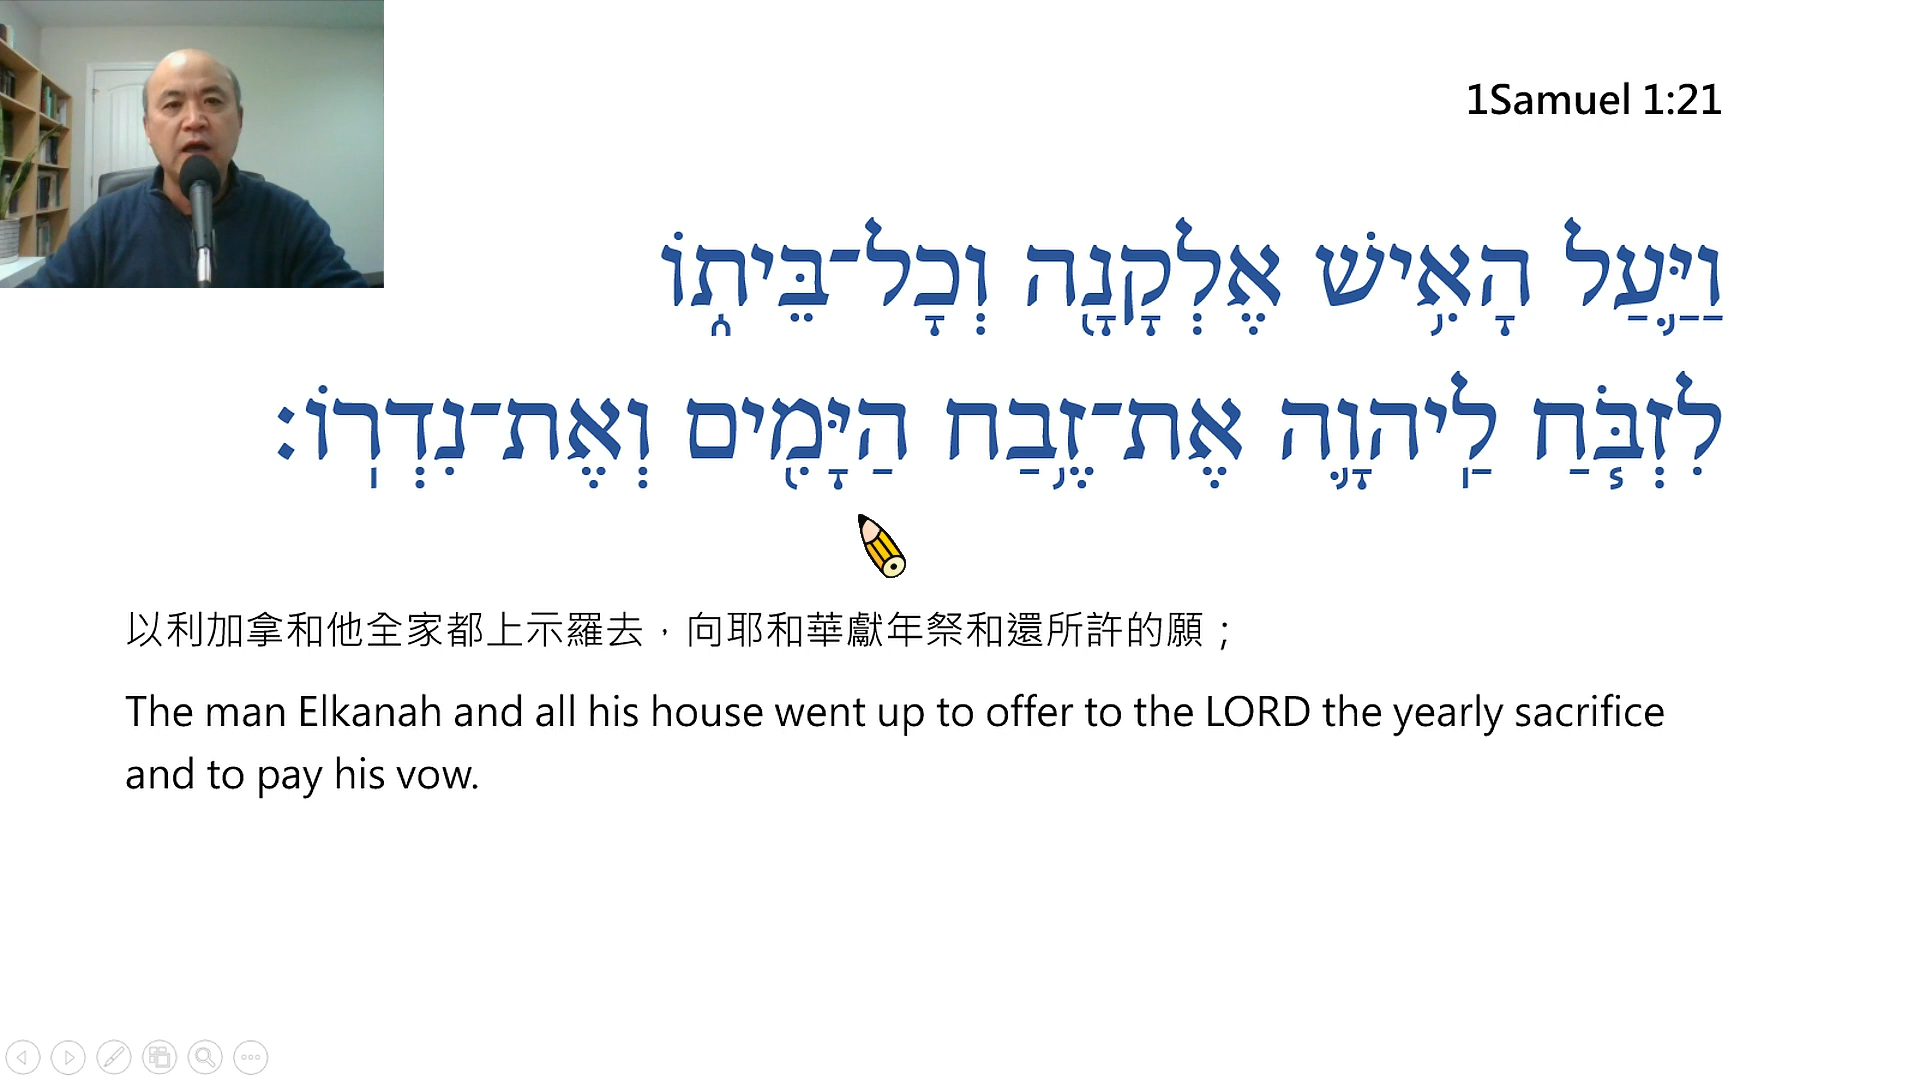 1Samuel 1:21
וַיַּ֥עַל הָאִ֛ישׁ אֶלְקָנָ֖ה וְכָל־בֵּיתֹ֑ו
לִזְבֹּ֧חַ לַֽיהוָ֛ה אֶת־זֶ֥בַח הַיָּמִ֖ים וְאֶת־נִדְרֹֽו׃
以利加拿和他全家都上示羅去，向耶和華獻年祭和還所許的願；
The man Elkanah and all his house went up to offer to the LORD the yearly sacrifice
and to pay his vow.